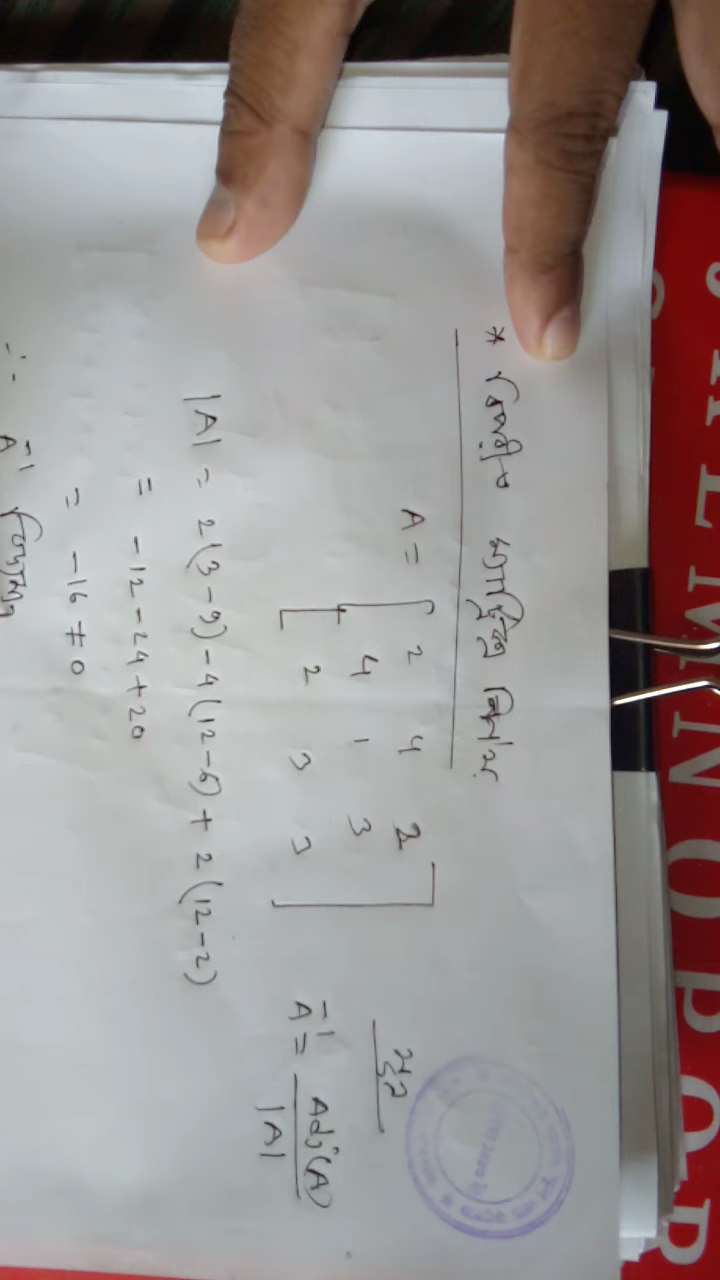 * বিপরীত ম্যাট্রিক্স নির্ণয়
A = [ 2 4 2
4 1 3
2 3 3 ]
সূত্র
A⁻¹ = Adj(A) / |A|
|A| = 2(3-9) - 4(12-6) + 2(12-2)
= -12 - 24 + 20
= -16 ≠ 0
∴ A⁻¹